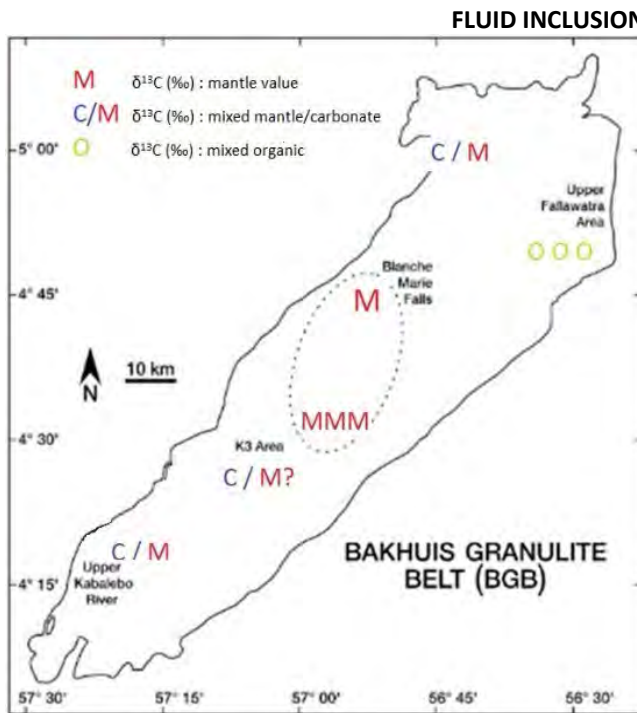 FLUID INCLUSION
M δ¹³C (‰) : mantle value
C/M δ¹³C (‰) : mixed mantle/carbonate
O δ¹³C (‰) : mixed organic
5° 00'
C / M
Upper
Fallawatra
Area
O O O
Blanche
Marie
Falls
M
4° 45'
10 km
N
MMM
4° 30'
K3 Area
C / M?
C / M
BAKHUIS GRANULITE
BELT (BGB)
4° 15'
Upper
Kabalebo
River
57° 30' 57° 15' 57° 00' 56° 45' 56° 30'